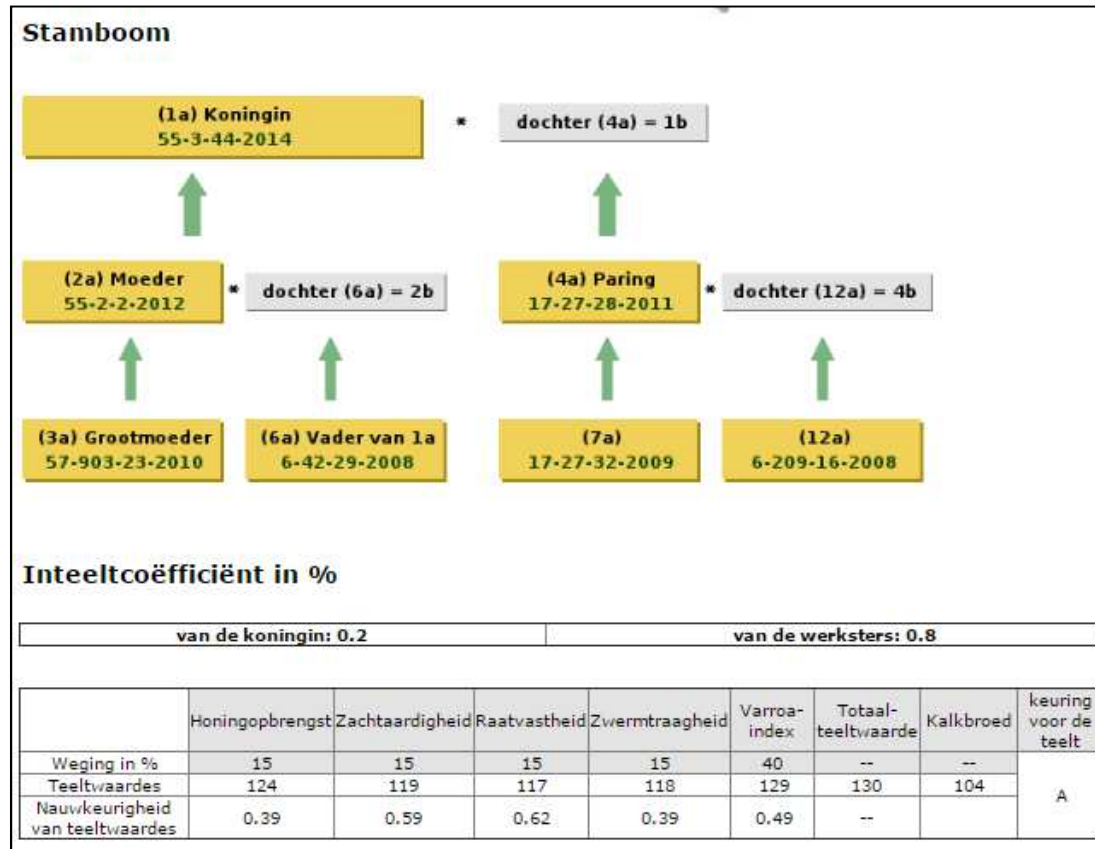 Stamboom
(1a) Koningin
55-3-44-2014
*
dochter (4a) = 1b
(2a) Moeder
55-2-2-2012
*
dochter (6a) = 2b
(4a) Paring
17-27-28-2011
*
dochter (12a) = 4b
(3a) Grootmoeder
57-903-23-2010
(6a) Vader van 1a
6-42-29-2008
(7a)
17-27-32-2009
(12a)
6-209-16-2008
Inteeltcoëfficiënt in %
van de koningin: 0.2 van de werksters: 0.8
Honingopbrengst Zachtaardigheid Raatvastheid Zwermtraagheid Varroa-
index Totaal-
teeltwaarde Kalkbroed keuring
voor de
teelt
Weging in % 15 15 15 15 40 -- --
Teeltwaardes 124 119 117 118 129 130 104
A
Nauwkeurigheid
van teeltwaardes 0.39 0.59 0.62 0.39 0.49 --